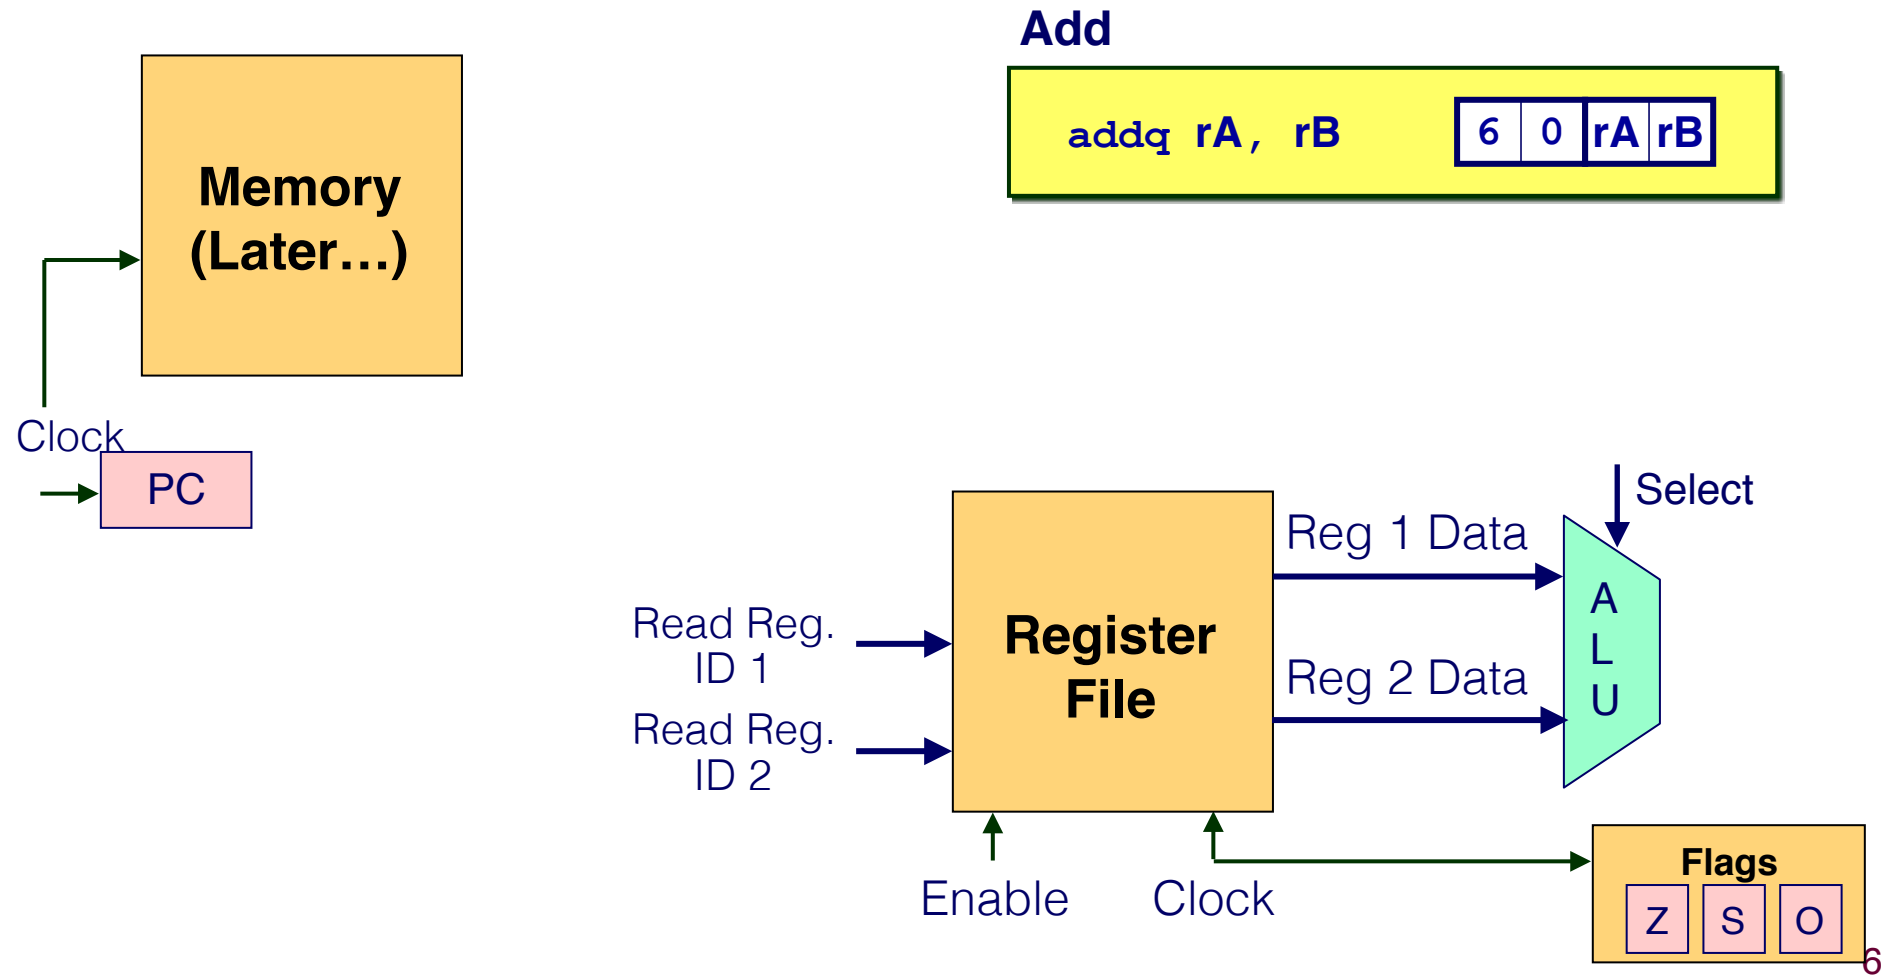 Add
addq rA, rB
6 0 rA rB
Memory
(Later…)
Clock
PC
Select
Reg 1 Data
A
L
U
Read Reg.
ID 1
Register
File
Reg 2 Data
Read Reg.
ID 2
Enable
Clock
Flags
Z S O
6